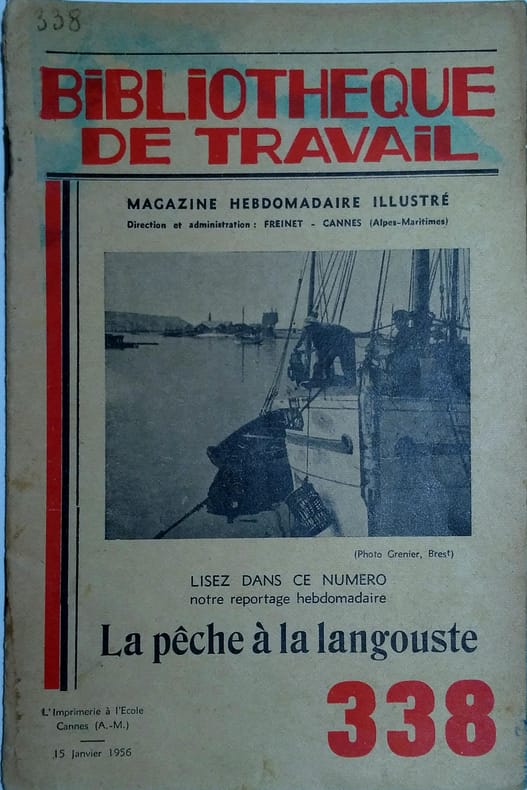 338
BiBLiOTHEQUE
DE TRAVAiL
MAGAZINE HEBDOMADAIRE ILLUSTRÉ
Direction et administration : FREINET - CANNES (Alpes-Maritimes)
(Photo Grenier, Brest)
LISEZ DANS CE NUMERO
notre reportage hebdomadaire
La pêche à la langouste
338
L'Imprimerie à l'Ecole
Cannes (A.-M.)
15 Janvier 1956